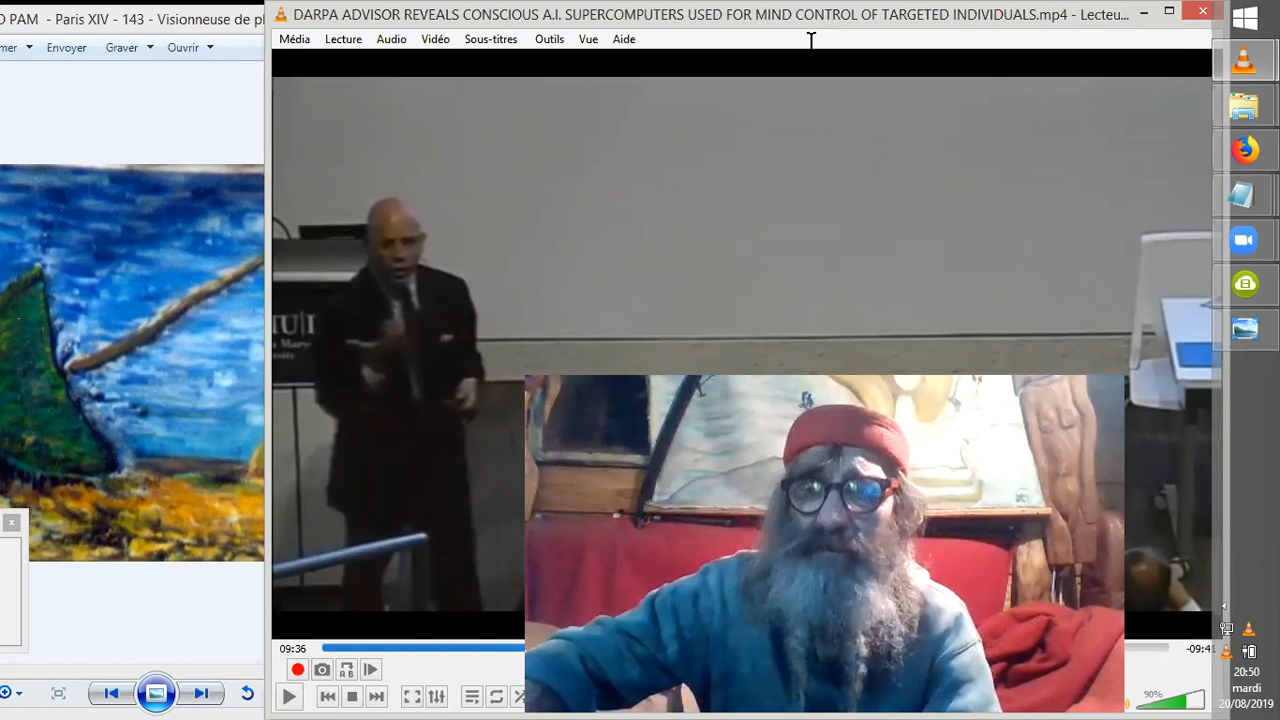 O PAM - Paris XIV - 143 - Visionneuse de pl
mer Envoyer Graver Ouvrir
DARPA ADVISOR REVEALS CONSCIOUS A.I. SUPERCOMPUTERS USED FOR MIND CONTROL OF TARGETED INDIVIDUALS.mp4 - Lecteu...
Média Lecture Audio Vidéo Sous-titres Outils Vue Aide
x
09:36
-09:41
90%
20:50
mardi
20/08/2019